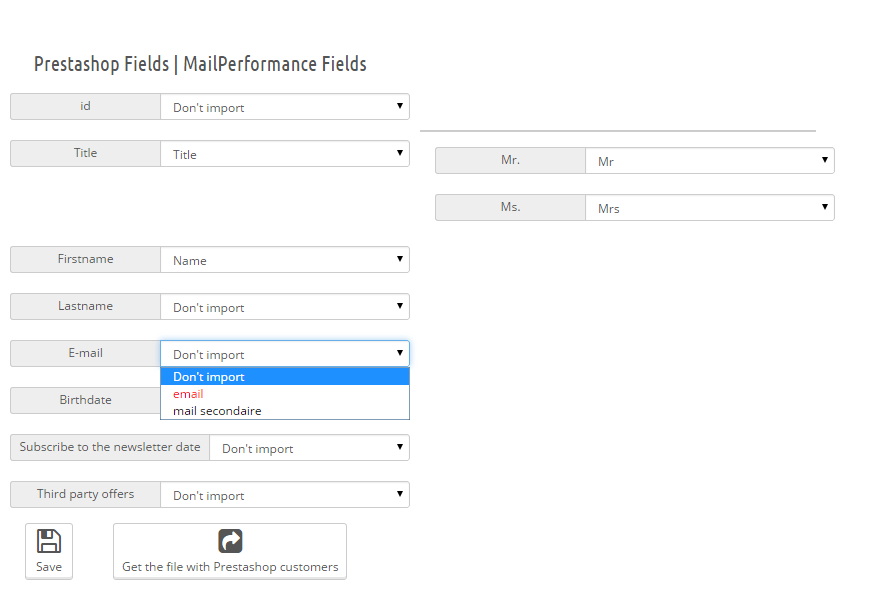 Prestashop Fields | MailPerformance Fields
id Don't import
Title Title
Mr. Mr
Ms. Mrs
Firstname Name
Lastname Don't import
E-mail Don't import
Don't import
email
mail secondaire
Birthdate
Subscribe to the newsletter date Don't import
Third party offers Don't import
Save
Get the file with Prestashop customers